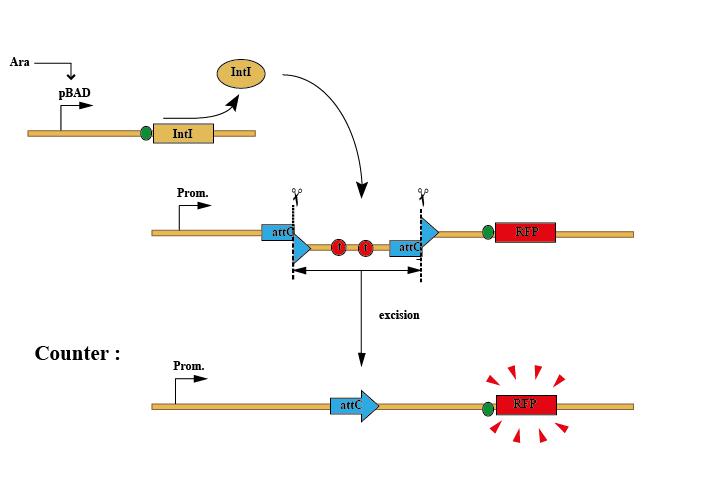 Ara
pBAD
IntI
IntI
Prom.
attC
t
t
attC
RFP
excision
Counter :
Prom.
attC
RFP